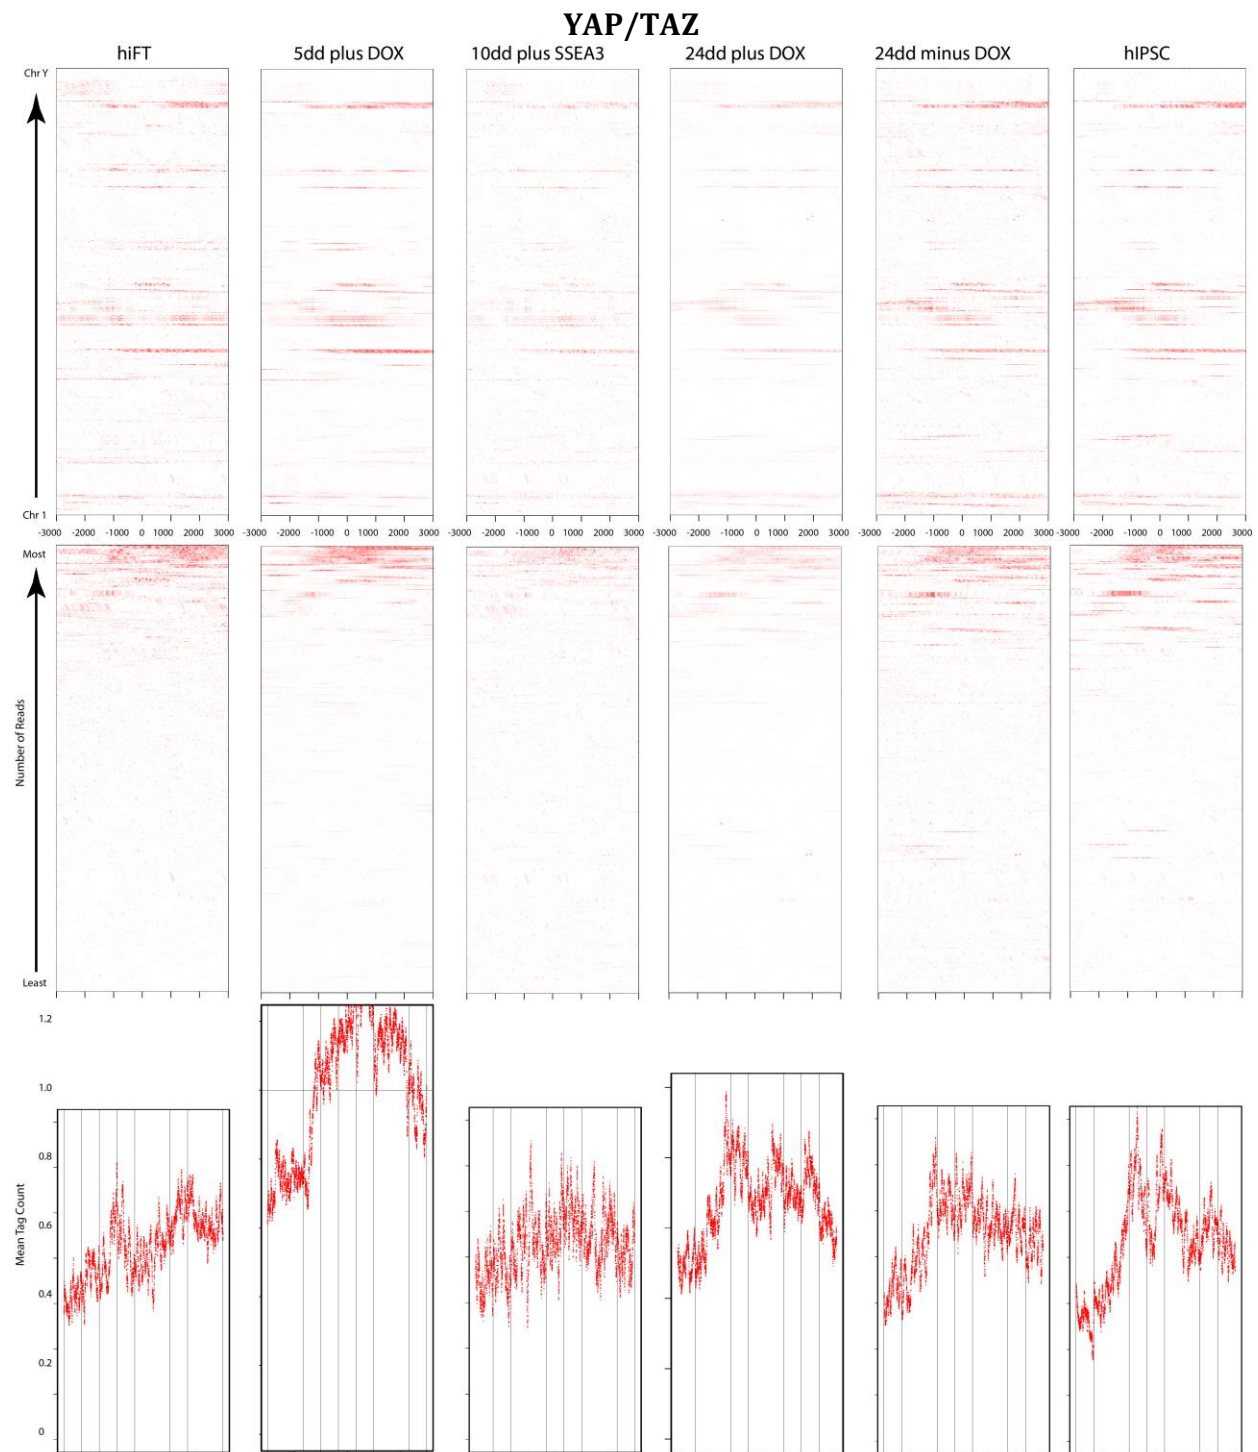 YAP/TAZ
hiFT 5dd plus DOX 10dd plus SSEA3 24dd plus DOX 24dd minus DOX hIPSC
Chr Y
Chr 1
-3000 -2000 -1000 0 1000 2000 3000 -3000 -2000 -1000 0 1000 2000 3000 -3000 -2000 -1000 0 1000 2000 3000 -3000 -2000 -1000 0 1000 2000 3000 -3000 -2000 -1000 0 1000 2000 3000 -3000 -2000 -1000 0 1000 2000 3000
Most
Number of Reads
Least
1.2
1.0
0.8
0.6
Mean Tag Count
0.4
0.2
0